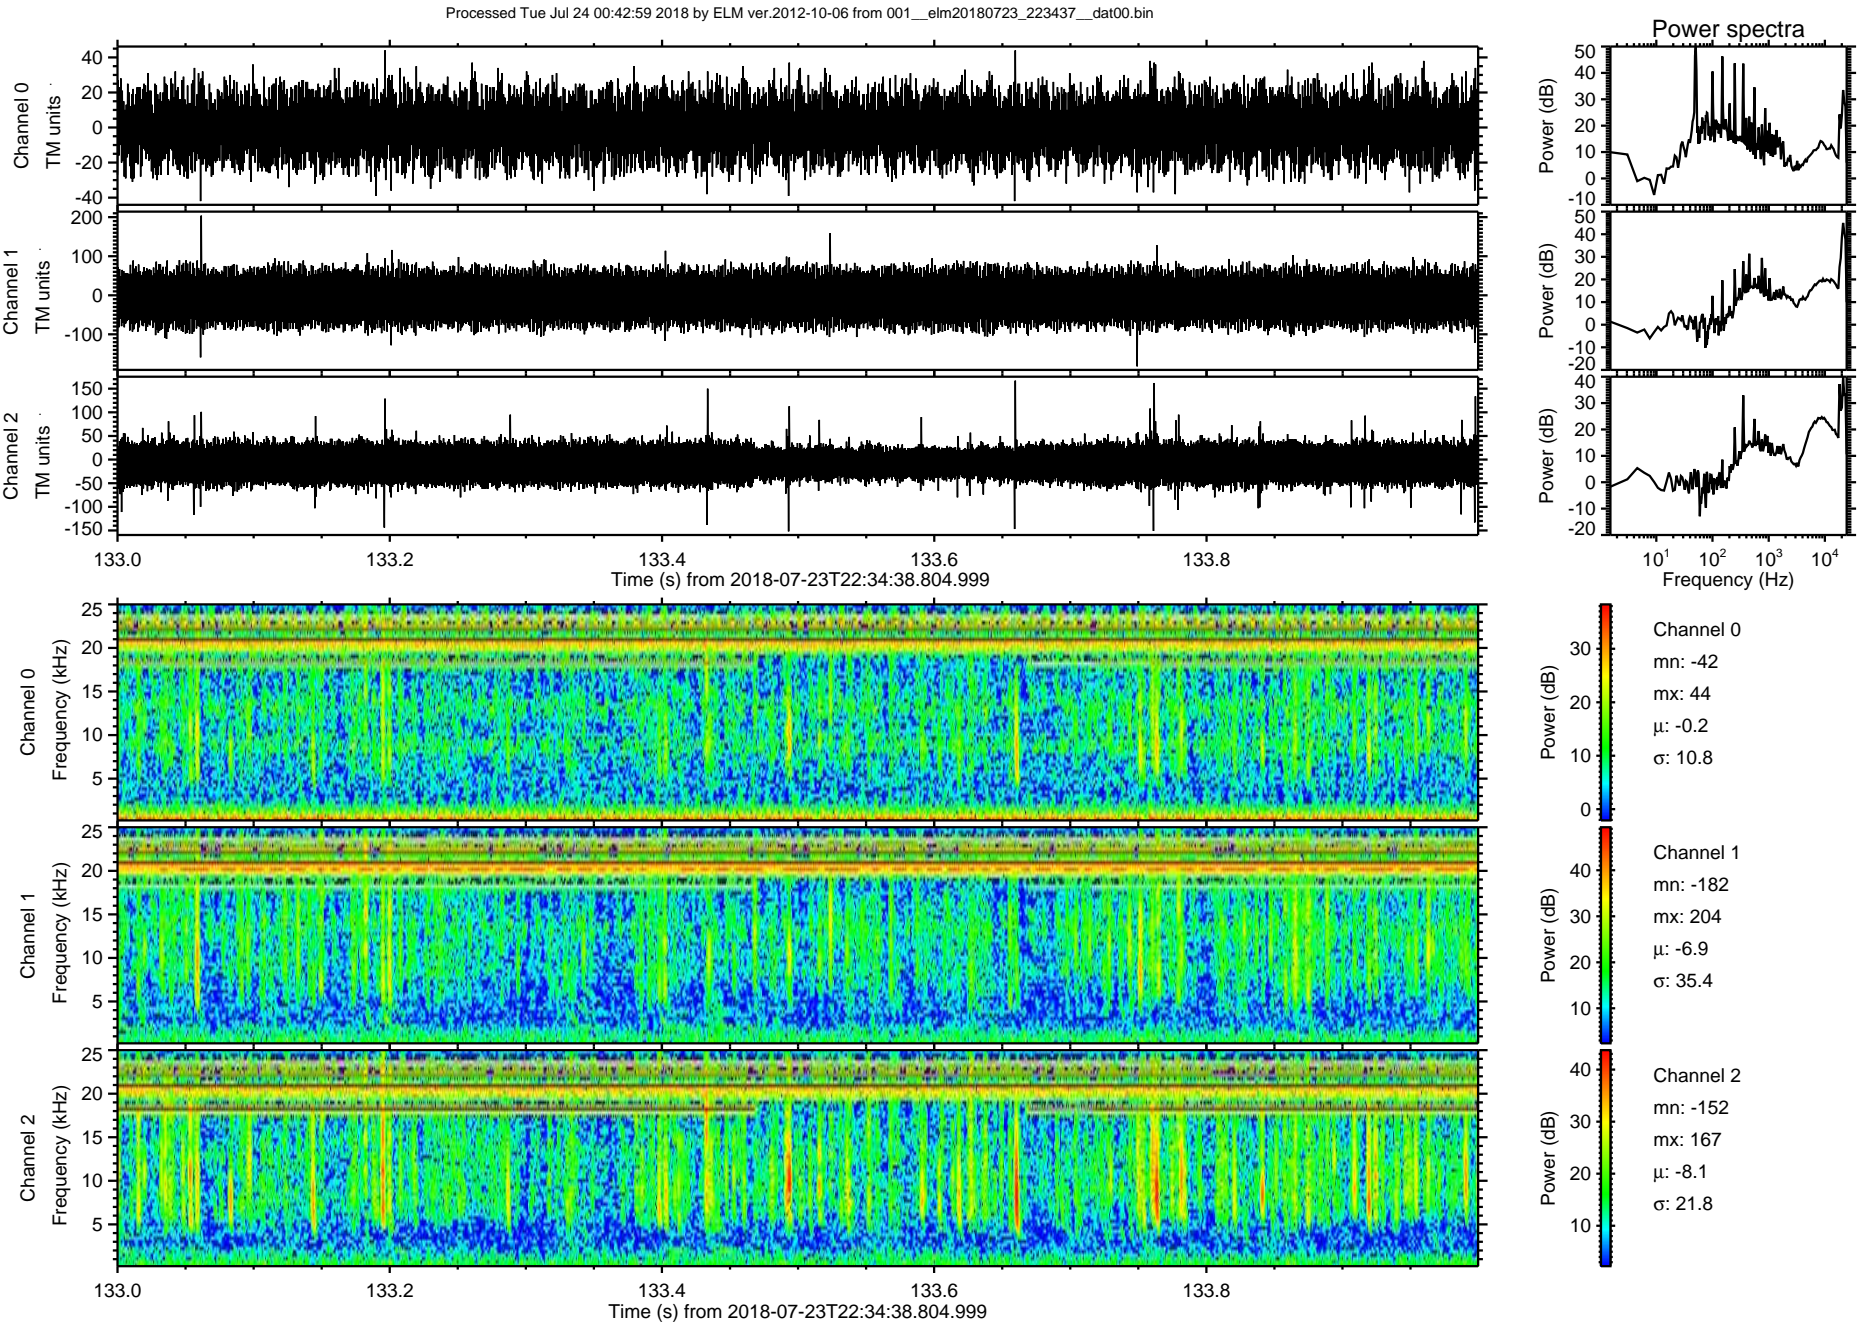 Processed Tue Jul 24 00:42:59 2018 by ELM ver.2012-10-06 from 001__elm20180723_223437__dat00.bin
Power spectra
Channel 0
TM units
40
20
0
-20
-40
Power (dB)
50
40
30
20
10
0
-10
Channel 1
TM units
200
100
0
-100
Power (dB)
50
40
30
20
10
0
-10
-20
Channel 2
TM units
150
100
50
0
-50
-100
-150
Power (dB)
40
30
20
10
0
-10
-20
133.0 133.2 133.4 133.6 133.8
Time (s) from 2018-07-23T22:34:38.804.999
10^1 10^2 10^3 10^4
Frequency (Hz)
Channel 0
Frequency (kHz)
25
20
15
10
5
Power (dB)
30
20
10
0
Channel 0
mn: -42
mx: 44
μ: -0.2
σ: 10.8
Channel 1
Frequency (kHz)
25
20
15
10
5
Power (dB)
40
30
20
10
Channel 1
mn: -182
mx: 204
μ: -6.9
σ: 35.4
Channel 2
Frequency (kHz)
25
20
15
10
5
Power (dB)
40
30
20
10
Channel 2
mn: -152
mx: 167
μ: -8.1
σ: 21.8
133.0 133.2 133.4 133.6 133.8
Time (s) from 2018-07-23T22:34:38.804.999